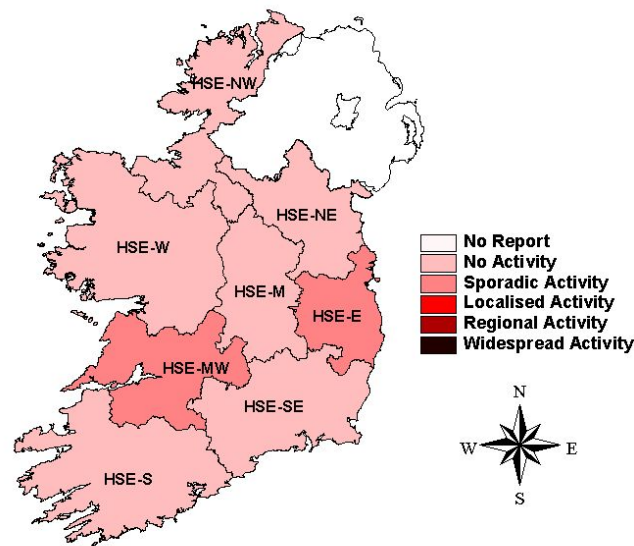 HSE-NW
HSE-NE
HSE-W
HSE-M
HSE-E
HSE-MW
HSE-SE
HSE-S
No Report
No Activity
Sporadic Activity
Localised Activity
Regional Activity
Widespread Activity
N
W E
S